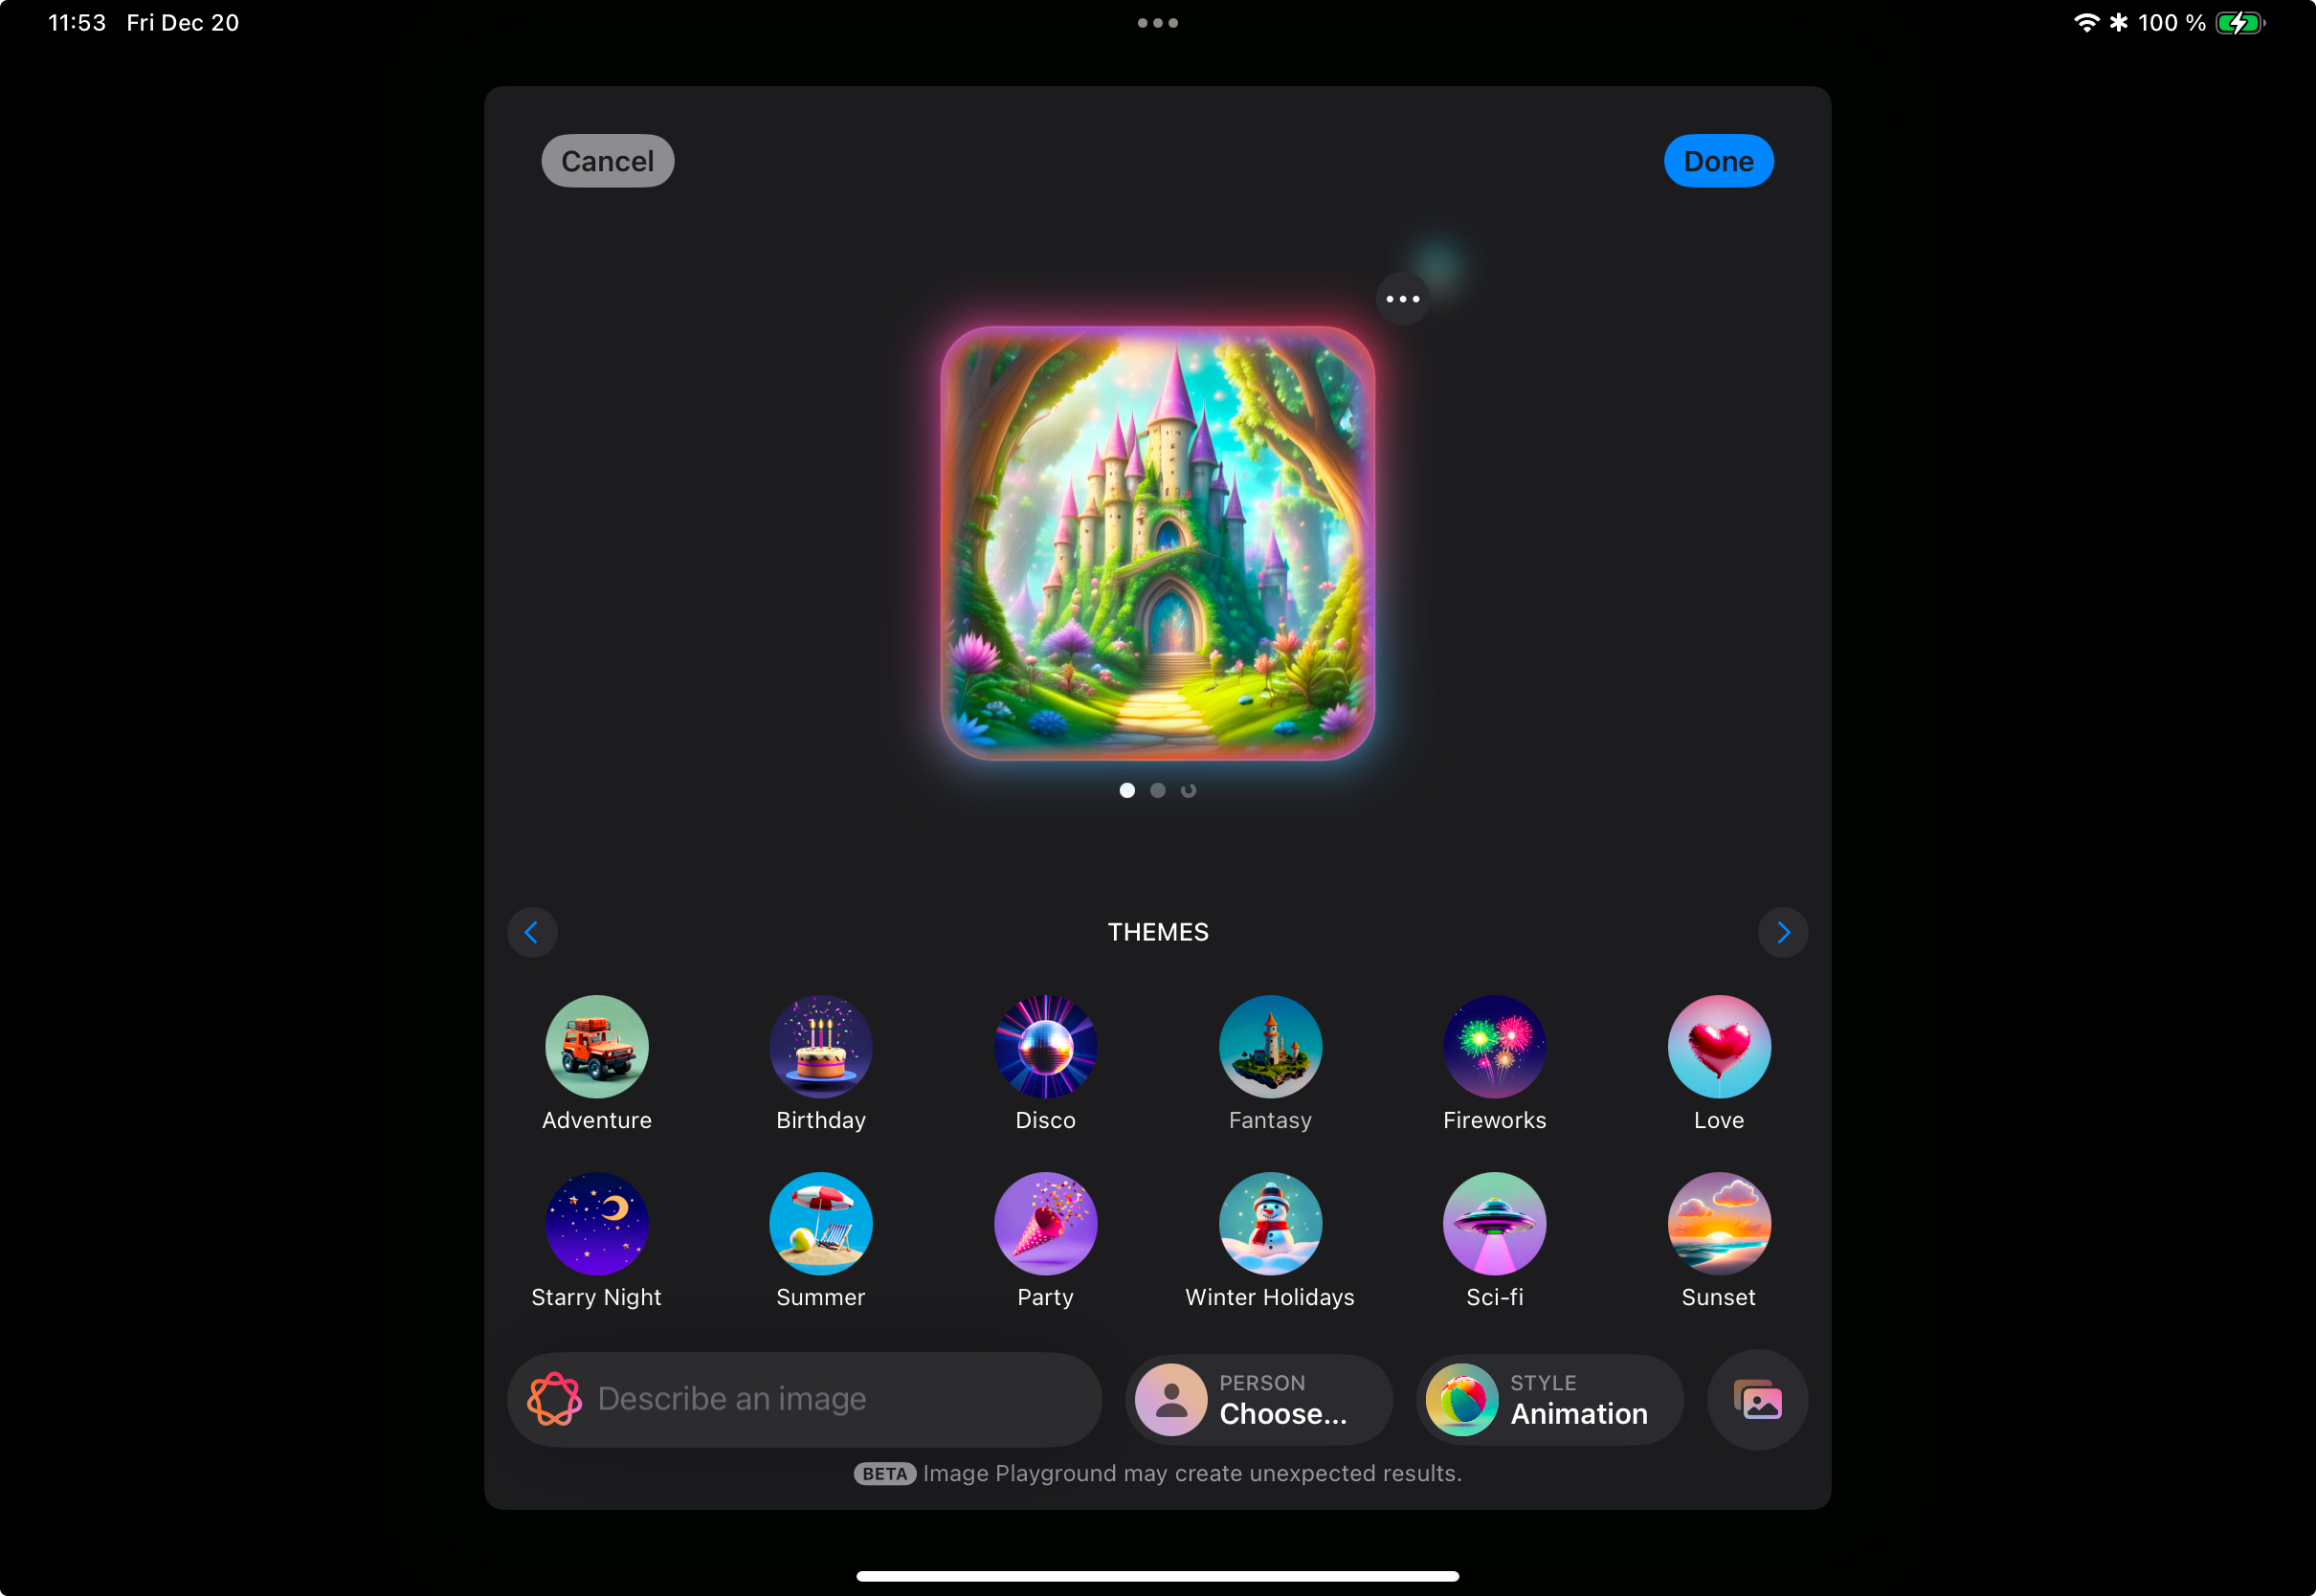 11:53 Fri Dec 20
100 %
Cancel
Done
THEMES
Adventure
Birthday
Disco
Fantasy
Fireworks
Love
Starry Night
Summer
Party
Winter Holidays
Sci-fi
Sunset
Describe an image
PERSON
Choose...
STYLE
Animation
BETA Image Playground may create unexpected results.